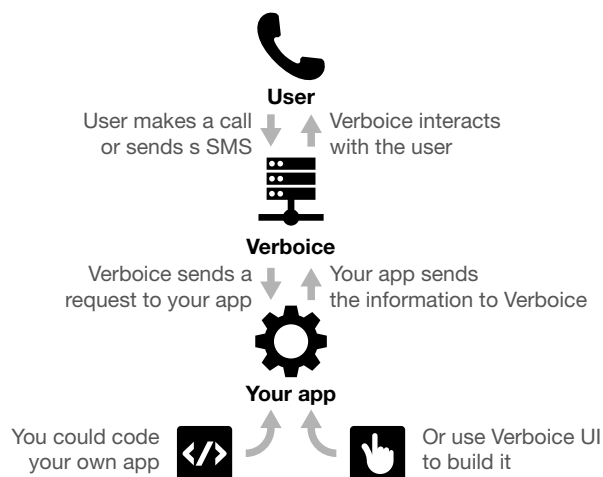 User
User makes a call
or sends s SMS
Verboice interacts
with the user
Verboice
Verboice sends a
request to your app
Your app sends
the information to Verboice
Your app
You could code
your own app
</>
Or use Verboice UI
to build it